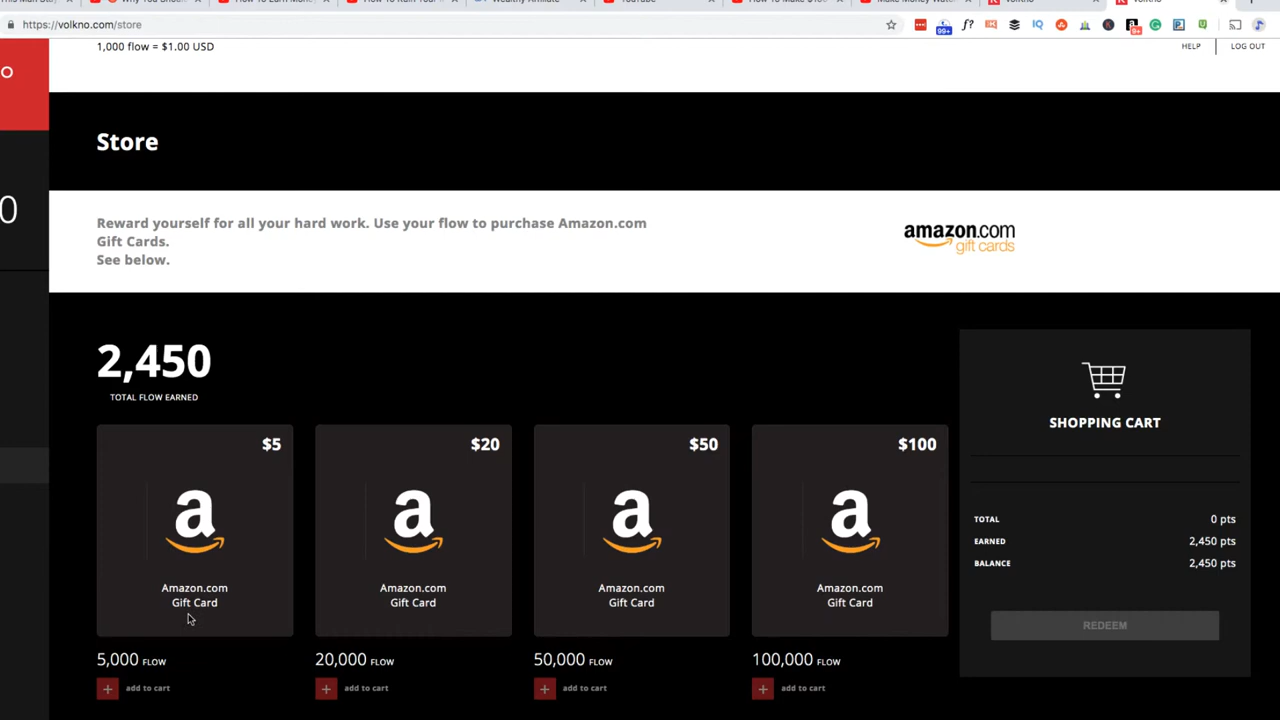 https://volkno.com/store
99+
1,000 flow = $1.00 USD
HELP
LOG OUT
Store
Reward yourself for all your hard work. Use your flow to purchase Amazon.com
Gift Cards.
See below.
amazon.com
gift cards
2,450
TOTAL FLOW EARNED
$5
Amazon.com
Gift Card
5,000 FLOW
add to cart
$20
Amazon.com
Gift Card
20,000 FLOW
add to cart
$50
Amazon.com
Gift Card
50,000 FLOW
add to cart
$100
Amazon.com
Gift Card
100,000 FLOW
add to cart
SHOPPING CART
TOTAL 0 pts
EARNED 2,450 pts
BALANCE 2,450 pts
REDEEM